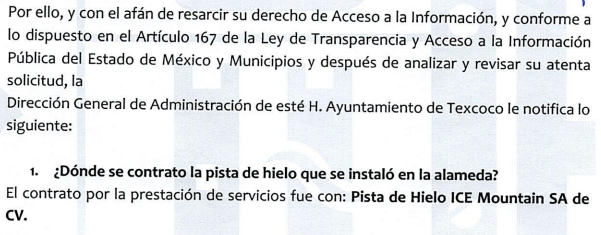 Por ello, y con el afán de resarcir su derecho de Acceso a la Información, y conforme a
lo dispuesto en el Artículo 167 de la Ley de Transparencia y Acceso a la Información
Pública del Estado de México y Municipios y después de analizar y revisar su atenta
solicitud, la
Dirección General de Administración de esté H. Ayuntamiento de Texcoco le notifica lo
siguiente:
1. ¿Dónde se contrato la pista de hielo que se instaló en la alameda?
El contrato por la prestación de servicios fue con: Pista de Hielo ICE Mountain SA de
CV.